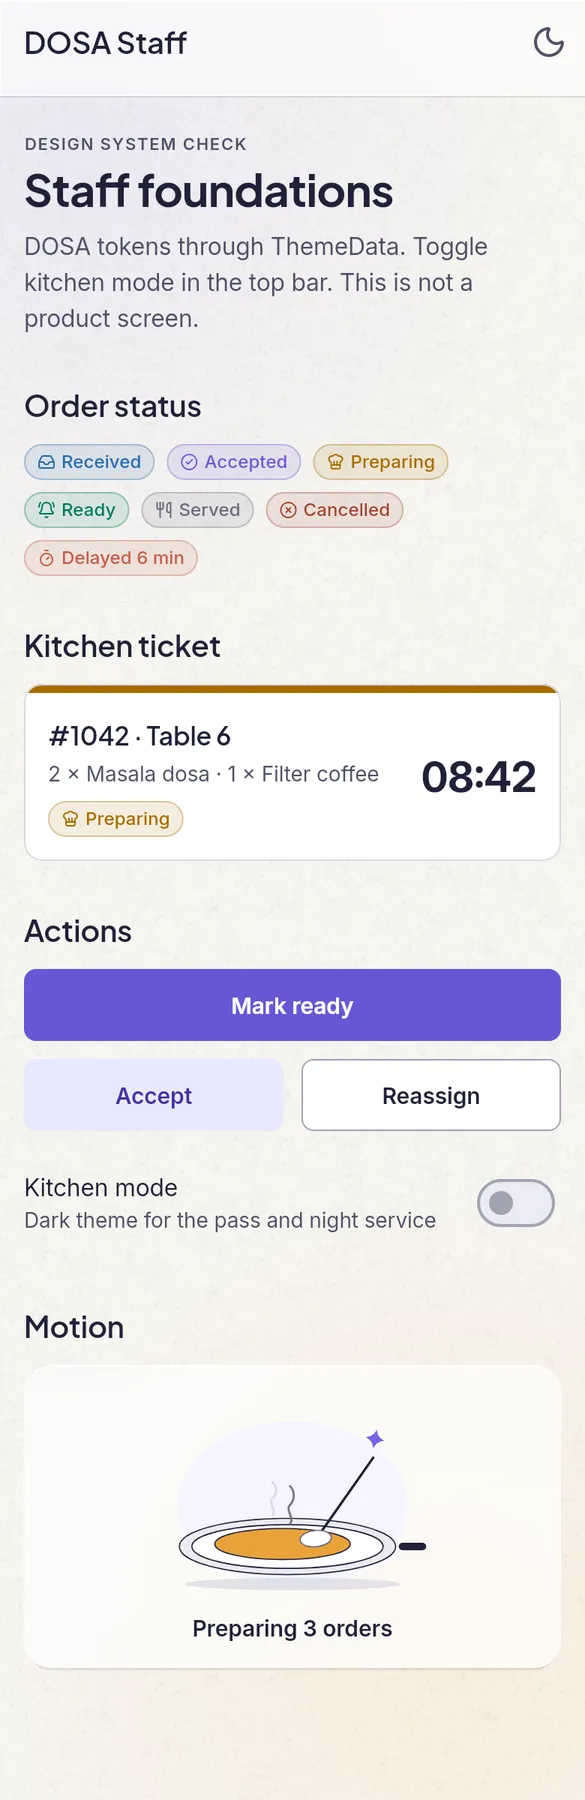 DOSA Staff
DESIGN SYSTEM CHECK
Staff foundations
DOSA tokens through ThemeData. Toggle
kitchen mode in the top bar. This is not a
product screen.
Order status
Received
Accepted
Preparing
Ready
Served
Cancelled
Delayed 6 min
Kitchen ticket
#1042 · Table 6
2 × Masala dosa · 1 × Filter coffee
08:42
Preparing
Actions
Mark ready
Accept
Reassign
Kitchen mode
Dark theme for the pass and night service
Motion
Preparing 3 orders